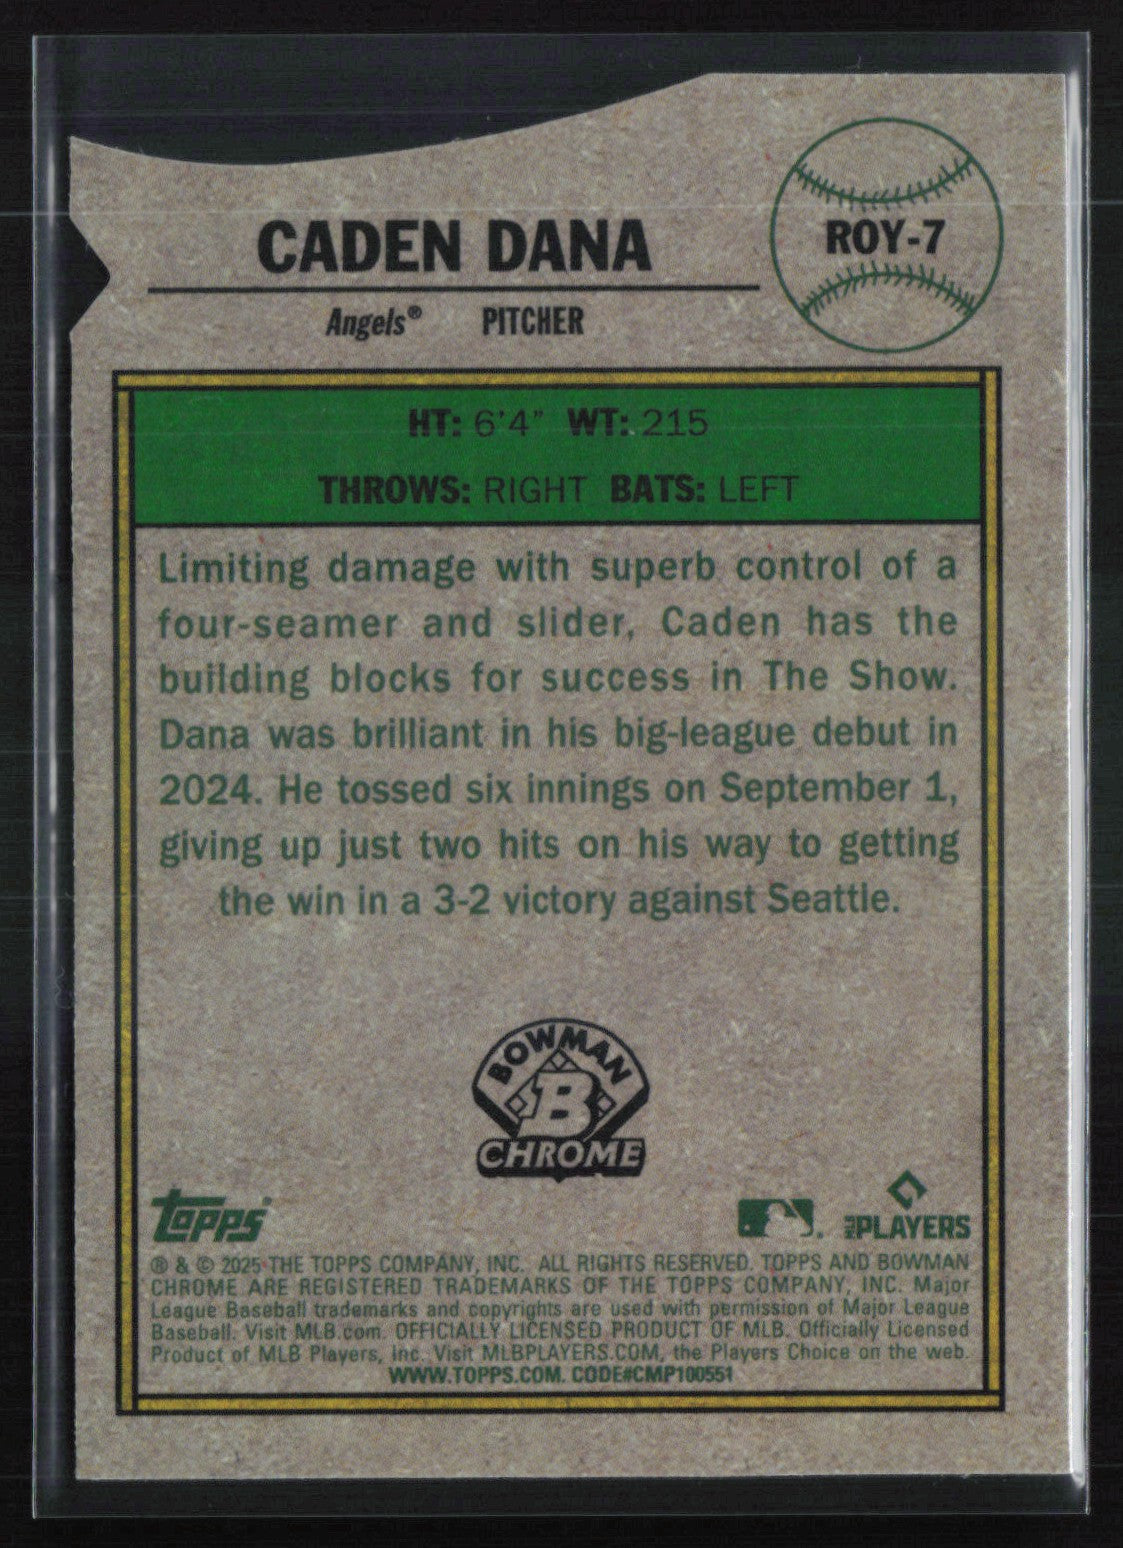 CADEN DANA
ROY-7
Angels® PITCHER
HT: 6'4" WT: 215
THROWS: RIGHT BATS: LEFT
Limiting damage with superb control of a
four-seamer and slider, Caden has the
building blocks for success in The Show.
Dana was brilliant in his big-league debut in
2024. He tossed six innings on September 1,
giving up just two hits on his way to getting
the win in a 3-2 victory against Seattle.
BOWMAN
B
CHROME
topps
MLB PLAYERS
® & © 2025 THE TOPPS COMPANY, INC. ALL RIGHTS RESERVED. TOPPS AND BOWMAN
CHROME ARE REGISTERED TRADEMARKS OF THE TOPPS COMPANY, INC. Major
League Baseball trademarks and copyrights are used with permission of Major League
Baseball. Visit MLB.com. OFFICIALLY LICENSED PRODUCT OF MLB. Officially Licensed
Product of MLB Players, Inc. Visit MLBPLAYERS.COM, the Players Choice on the web.
WWW.TOPPS.COM. CODE#CMP100551